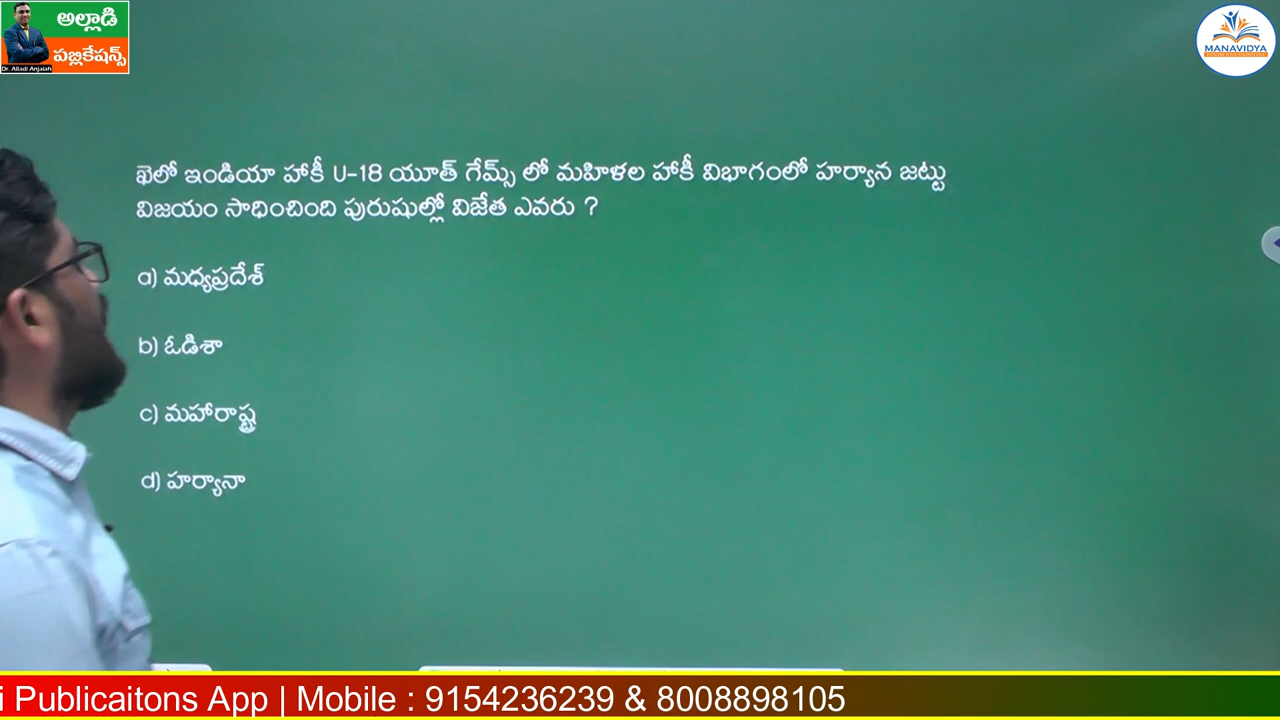 అల్లాడి
పబ్లికేషన్స్
Dr. Alladi Anjaiah
MANAVIDYA
ఖేలో ఇండియా హాకీ U-18 యూత్ గేమ్స్ లో మహిళల హాకీ విభాగంలో హర్యాన జట్టు
విజయం సాధించింది పురుషుల్లో విజేత ఎవరు ?
a) మధ్యప్రదేశ్
b) ఓడిశా
c) మహారాష్ట్ర
d) హర్యానా
i Publicaitons App | Mobile : 9154236239 & 8008898105